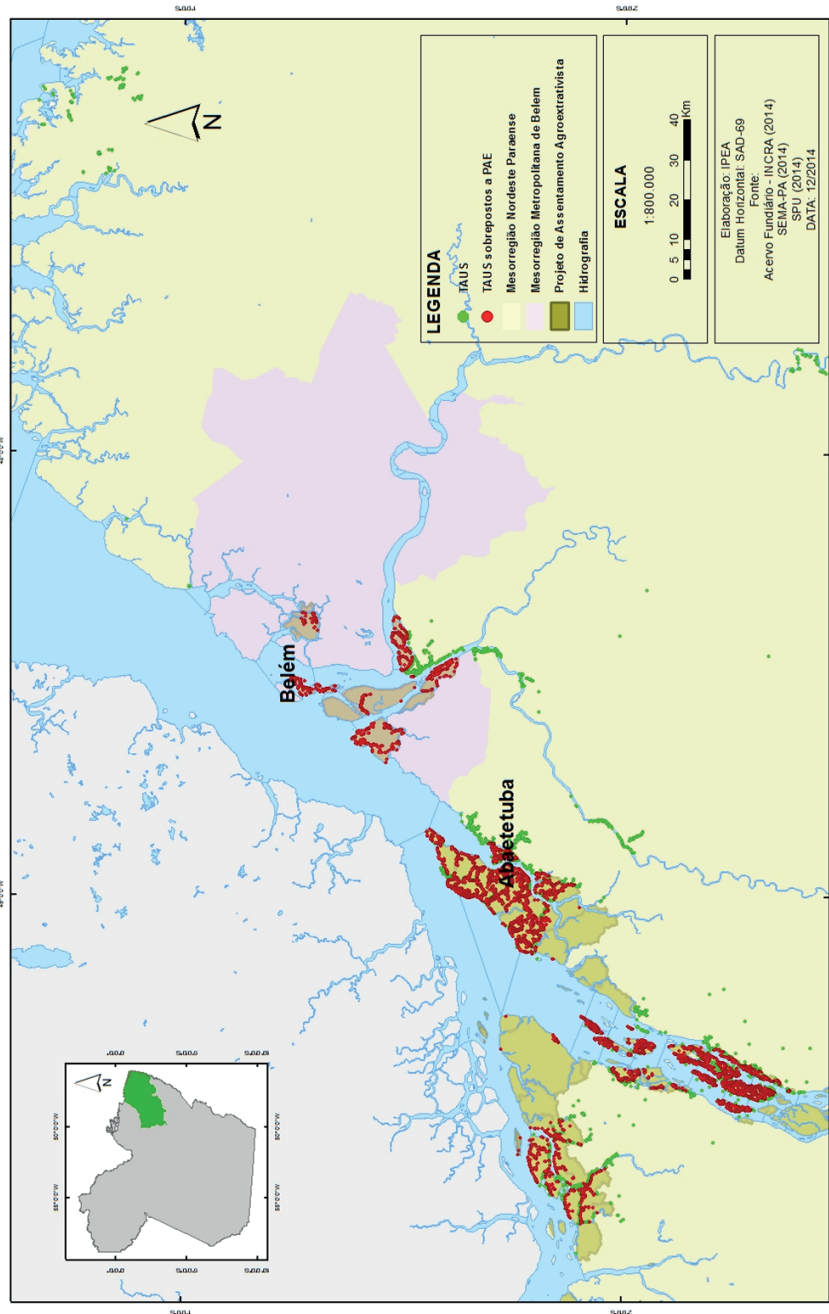 Belém
Abaetetuba
N
N
LEGENDA
TAUS
TAUS sobrepostos a PAE
Mesorregião Nordeste Paraense
Mesorregião Metropolitana de Belem
Projeto de Assentamento Agroextrativista
Hidrografia
ESCALA
1:800.000
0 5 10 20 30 40
Km
Elaboração: IPEA
Datum Horizontal: SAD-69
Fonte:
Acervo Fundiário - INCRA (2014)
SEMA-PA (2014)
SPU (2014)
DATA: 12/2014